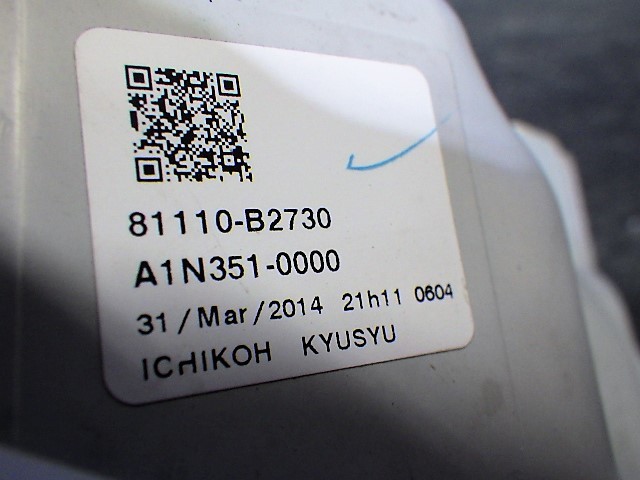 81110-B2730
A1N351-0000
31/Mar/2014 21h11 0604
ICHIKOH KYUSYU